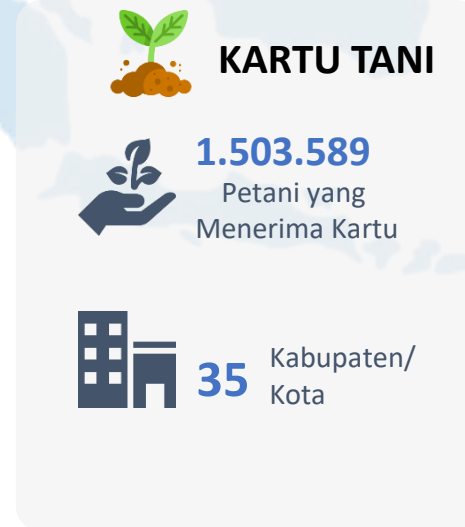 KARTU TANI
1.503.589
Petani yang
Menerima Kartu
35
Kabupaten/
Kota